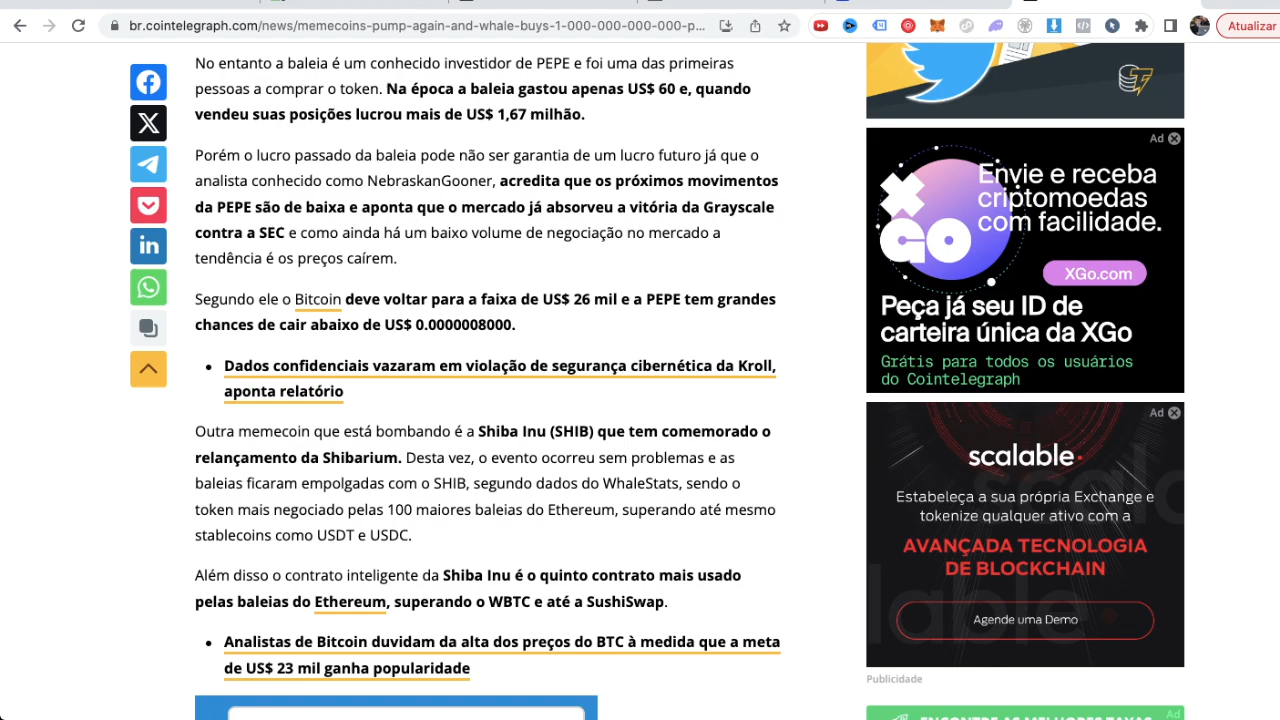 br.cointelegraph.com/news/memecoins-pump-again-and-whale-buys-1-000-000-000-000-p...
Atualizar
No entanto a baleia é um conhecido investidor de PEPE e foi uma das primeiras
pessoas a comprar o token. Na época a baleia gastou apenas US$ 60 e, quando
vendeu suas posições lucrou mais de US$ 1,67 milhão.
Porém o lucro passado da baleia pode não ser garantia de um lucro futuro já que o
analista conhecido como NebraskanGooner, acredita que os próximos movimentos
da PEPE são de baixa e aponta que o mercado já absorveu a vitória da Grayscale
contra a SEC e como ainda há um baixo volume de negociação no mercado a
tendência é os preços caírem.
Segundo ele o Bitcoin deve voltar para a faixa de US$ 26 mil e a PEPE tem grandes
chances de cair abaixo de US$ 0.0000008000.
• Dados confidenciais vazaram em violação de segurança cibernética da Kroll,
aponta relatório
Outra memecoin que está bombando é a Shiba Inu (SHIB) que tem comemorado o
relançamento da Shibarium. Desta vez, o evento ocorreu sem problemas e as
baleias ficaram empolgadas com o SHIB, segundo dados do WhaleStats, sendo o
token mais negociado pelas 100 maiores baleias do Ethereum, superando até mesmo
stablecoins como USDT e USDC.
Além disso o contrato inteligente da Shiba Inu é o quinto contrato mais usado
pelas baleias do Ethereum, superando o WBTC e até a SushiSwap.
• Analistas de Bitcoin duvidam da alta dos preços do BTC à medida que a meta
de US$ 23 mil ganha popularidade
Ad
XGO
Envie e receba
criptomoedas
com facilidade.
XGo.com
Peça já seu ID de
carteira única da XGo
Grátis para todos os usuários
do Cointelegraph
Ad
scalable
Estabeleça a sua própria Exchange e
tokenize qualquer ativo com a
AVANÇADA TECNOLOGIA
DE BLOCKCHAIN
Agende uma Demo
Publicidade
Ad
ENCONTRE AS MELHORES TAXAS